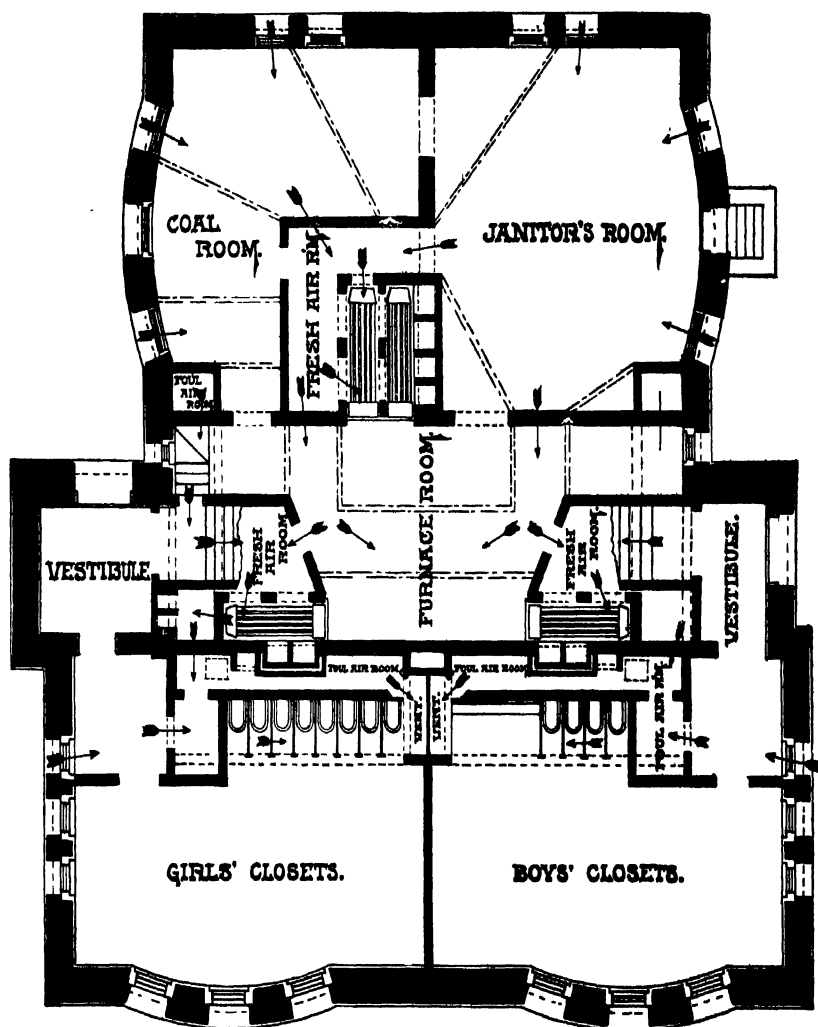 COAL
ROOM.
JANITOR'S ROOM.
FRESH AIR RM.
FOUL
AIR
ROOM
FURNACE ROOM.
VESTIBULE
FRESH
AIR
ROOM.
FRESH
AIR
ROOM.
VESTIBULE.
FOUL AIR ROOM.
FOUL AIR ROOM
VENT.
VENT.
FOUL AIR RM.
GIRLS' CLOSETS.
BOYS' CLOSETS.